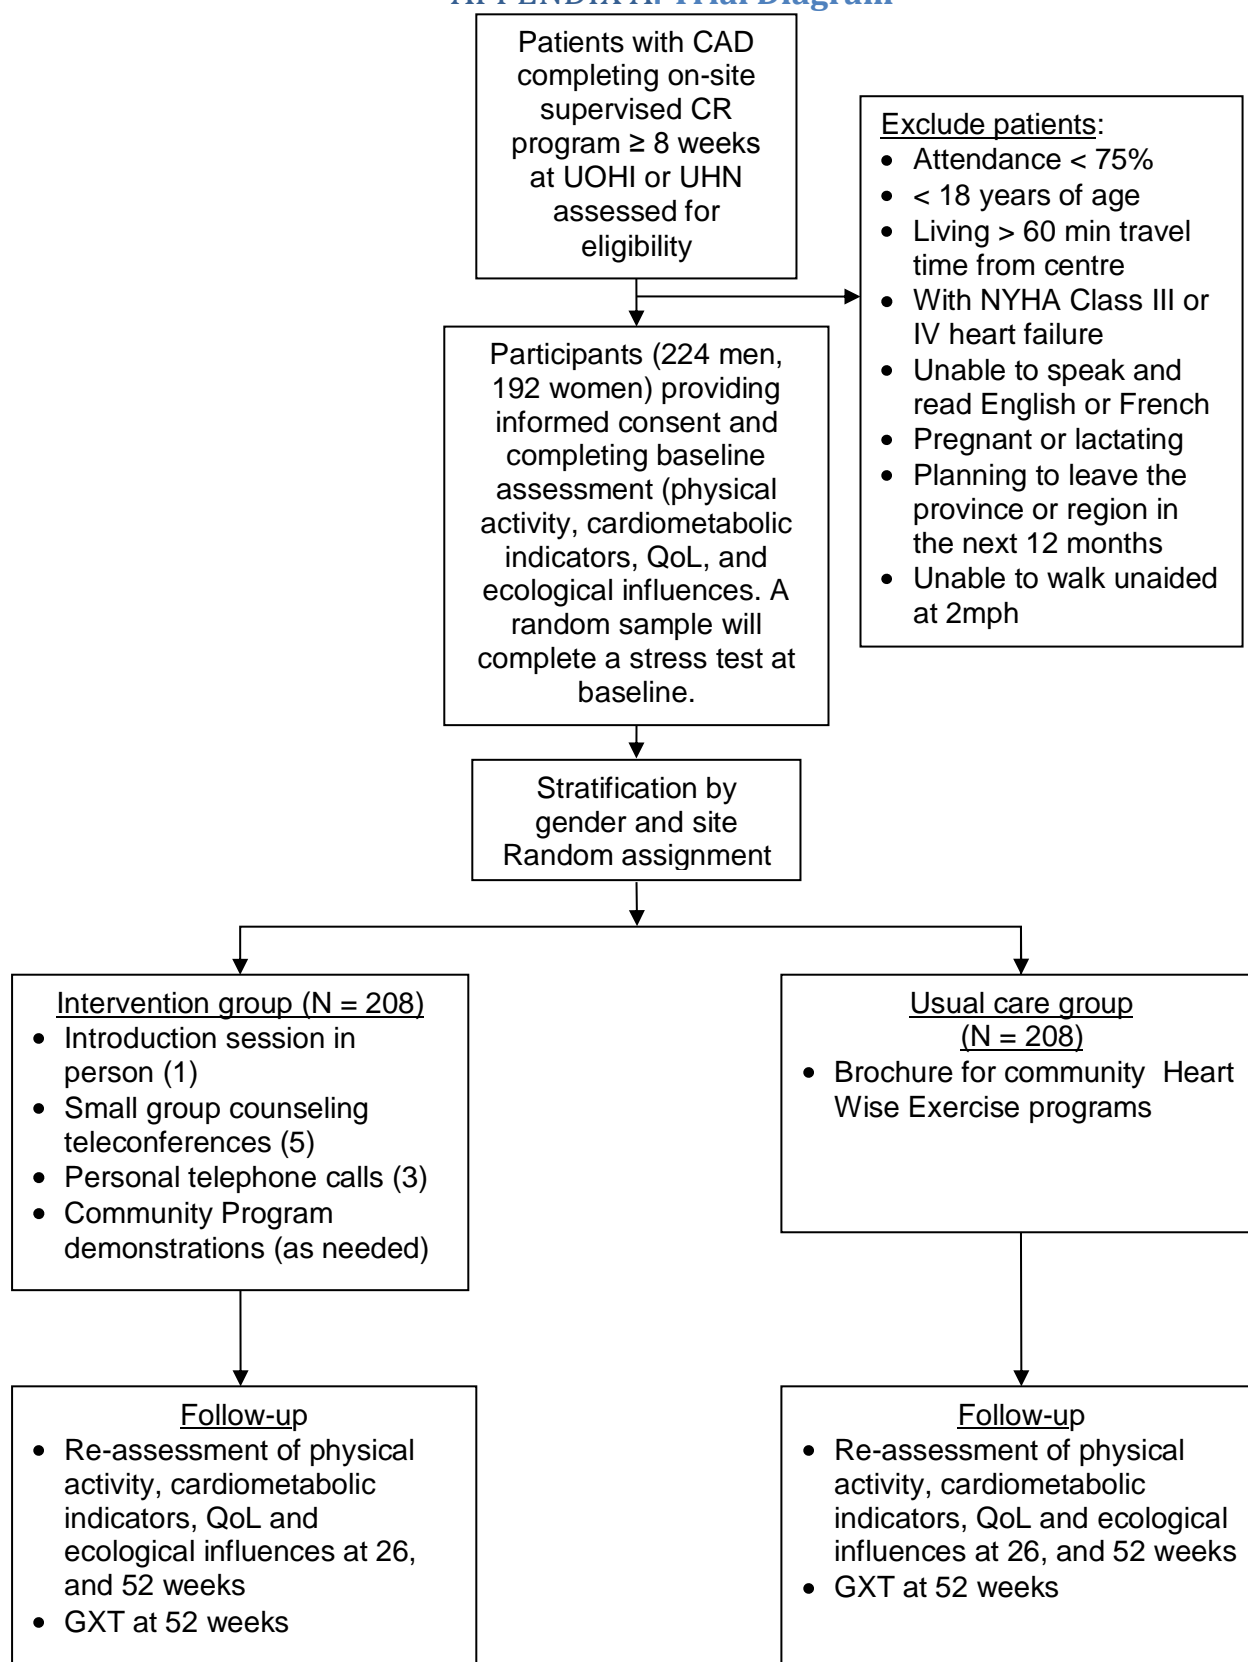 APPENDIX A: Trial Diagram
Patients with CAD
completing on-site
supervised CR
program ≥ 8 weeks
at UOHI or UHN
assessed for
eligibility
Exclude patients:
• Attendance < 75%
• < 18 years of age
• Living > 60 min travel
time from centre
• With NYHA Class III or
IV heart failure
• Unable to speak and
read English or French
• Pregnant or lactating
• Planning to leave the
province or region in
the next 12 months
• Unable to walk unaided
at 2mph
Participants (224 men,
192 women) providing
informed consent and
completing baseline
assessment (physical
activity, cardiometabolic
indicators, QoL, and
ecological influences. A
random sample will
complete a stress test at
baseline.
Stratification by
gender and site
Random assignment
Intervention group (N = 208)
• Introduction session in
person (1)
• Small group counseling
teleconferences (5)
• Personal telephone calls (3)
• Community Program
demonstrations (as needed)
Usual care group
(N = 208)
• Brochure for community  Heart
Wise Exercise programs
Follow-up
• Re-assessment of physical
activity, cardiometabolic
indicators, QoL and
ecological influences at 26,
and 52 weeks
• GXT at 52 weeks
Follow-up
• Re-assessment of physical
activity, cardiometabolic
indicators, QoL and ecological
influences at 26, and 52 weeks
• GXT at 52 weeks